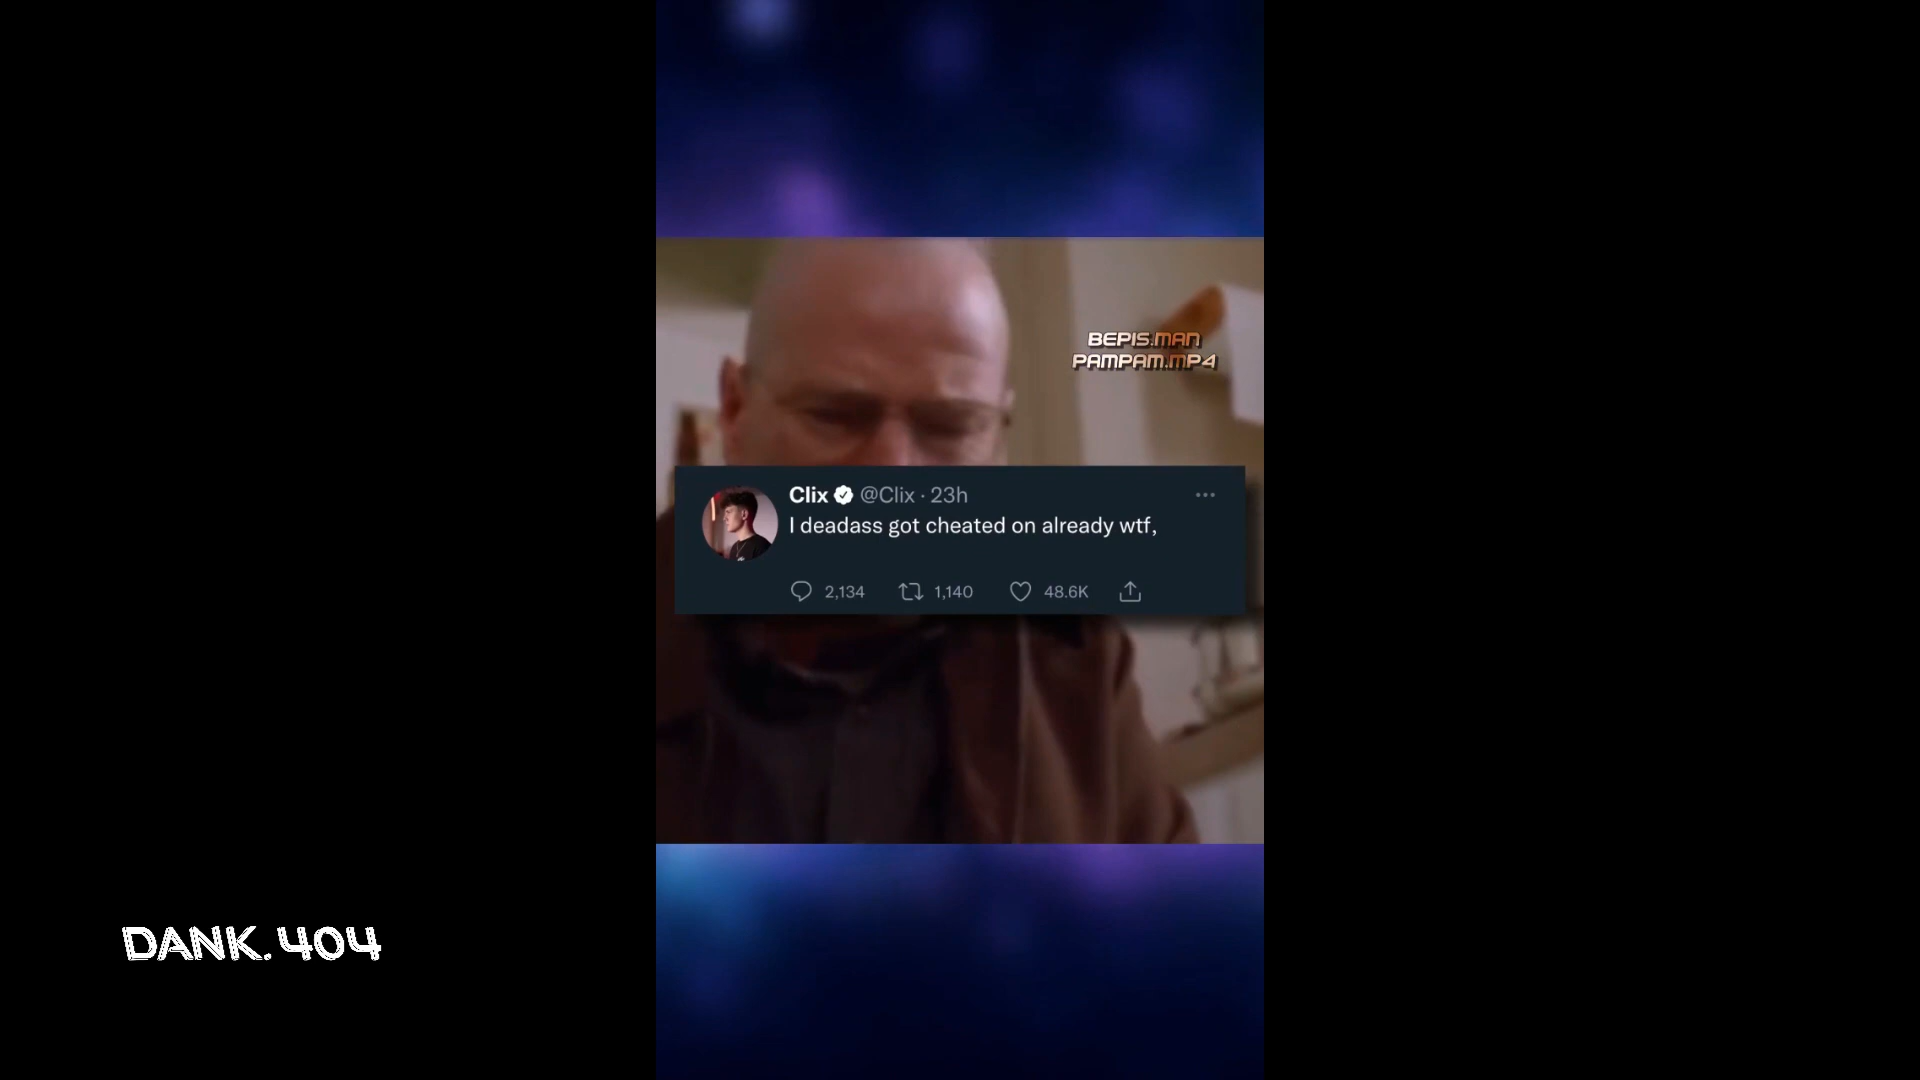 BEPIS.MAN
PAMPAM.MP4
Clix @Clix · 23h
I deadass got cheated on already wtf,
2,134 1,140 48.6K
DANK.404